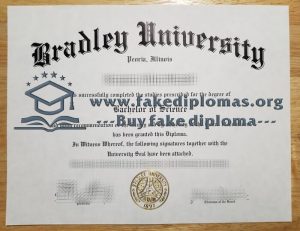 Bradley University
Peoria, Illinois
successfully completed the studies prescribed for the degree of
Bachelor of Science
www.fakediplomas.org
recommendation
Buy fake diploma
has been granted this Diploma.
In Witness Whereof, the following signatures together with the
University Seal have been attached.
1897